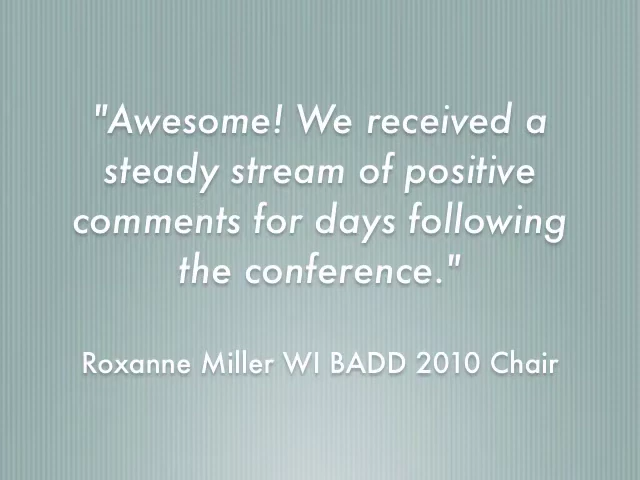 "Awesome! We received a
steady stream of positive
comments for days following
the conference."
Roxanne Miller WI BADD 2010 Chair